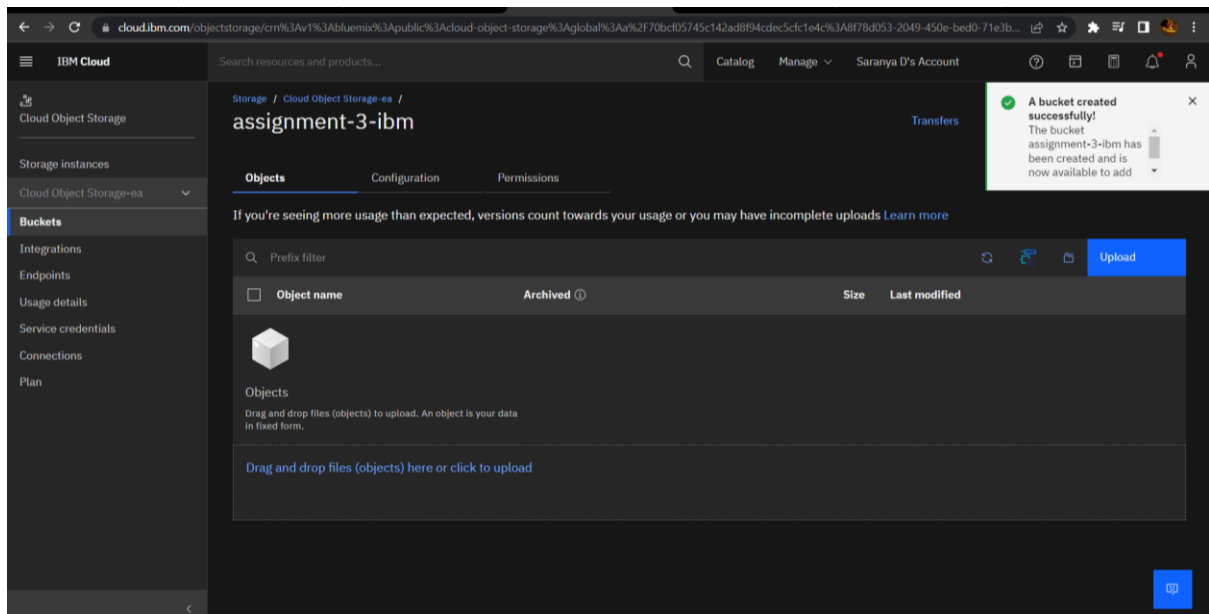 cloud.ibm.com/objectstorage/crn%3Av1%3Abluemix%3Apublic%3Acloud-object-storage%3Aglobal%3Aa%2F70bcf05745c142ad8f94cdec5cfc1e4c%3A8f78d053-2049-450e-bed0-71e3b...
IBM Cloud
Search resources and products...
Catalog
Manage
Saranya D's Account
Cloud Object Storage
Storage instances
Cloud Object Storage-ea
Buckets
Integrations
Endpoints
Usage details
Service credentials
Connections
Plan
Storage / Cloud Object Storage-ea /
assignment-3-ibm
Transfers
A bucket created
successfully!
The bucket
assignment-3-ibm has
been created and is
now available to add
Objects
Configuration
Permissions
If you're seeing more usage than expected, versions count towards your usage or you may have incomplete uploads Learn more
Prefix filter
Upload
Object name
Archived
Size
Last modified
Objects
Drag and drop files (objects) to upload. An object is your data
in fixed form.
Drag and drop files (objects) here or click to upload